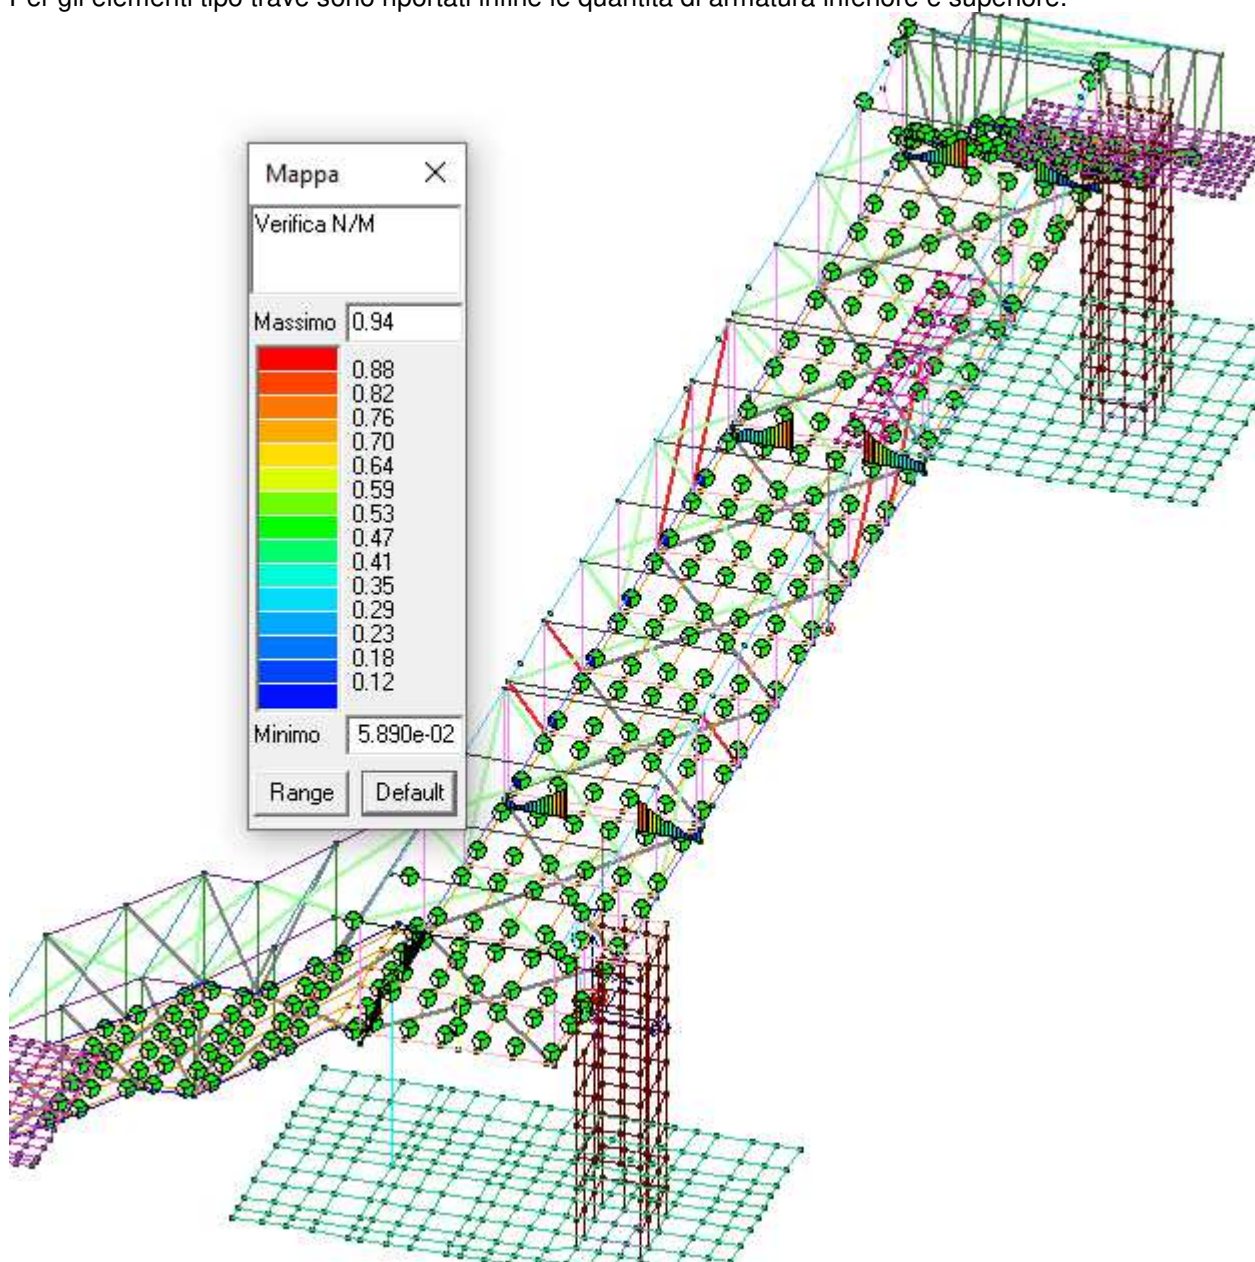 Per gli elementi tipo trave sono riportati infine le quantità di armatura inferiore e superiore.
Mappa
Verifica N/M
Massimo 0.94
0.88
0.82
0.76
0.70
0.64
0.59
0.53
0.47
0.41
0.35
0.29
0.23
0.18
0.12
Minimo 5.890e-02
Range Default